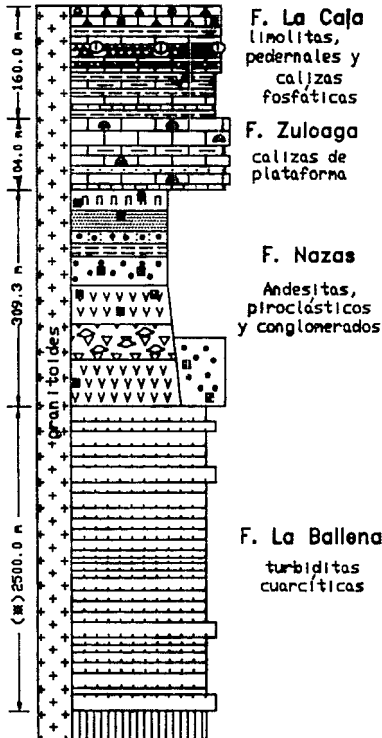 F. La Caja
limolitas,
pedernales y
calizas
fosfáticas
160.0 m
F. Zuloaga
calizas de
plataforma
104.0 m
F. Nazas
Andesitas,
piroclásticos
y conglomerados
309.3 m
granitoides
F. La Ballena
turbiditas
cuarcíticas
(*) 2500.0 m